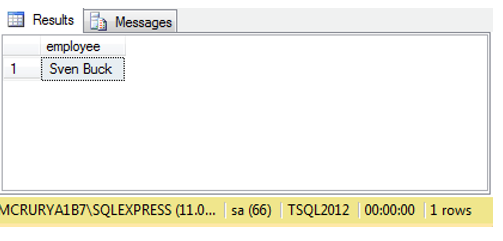 Results Messages
employee
1 Sven Buck
MCRURYA1B7\SQLEXPRESS (11.0... sa (66) TSQL2012 00:00:00 1 rows